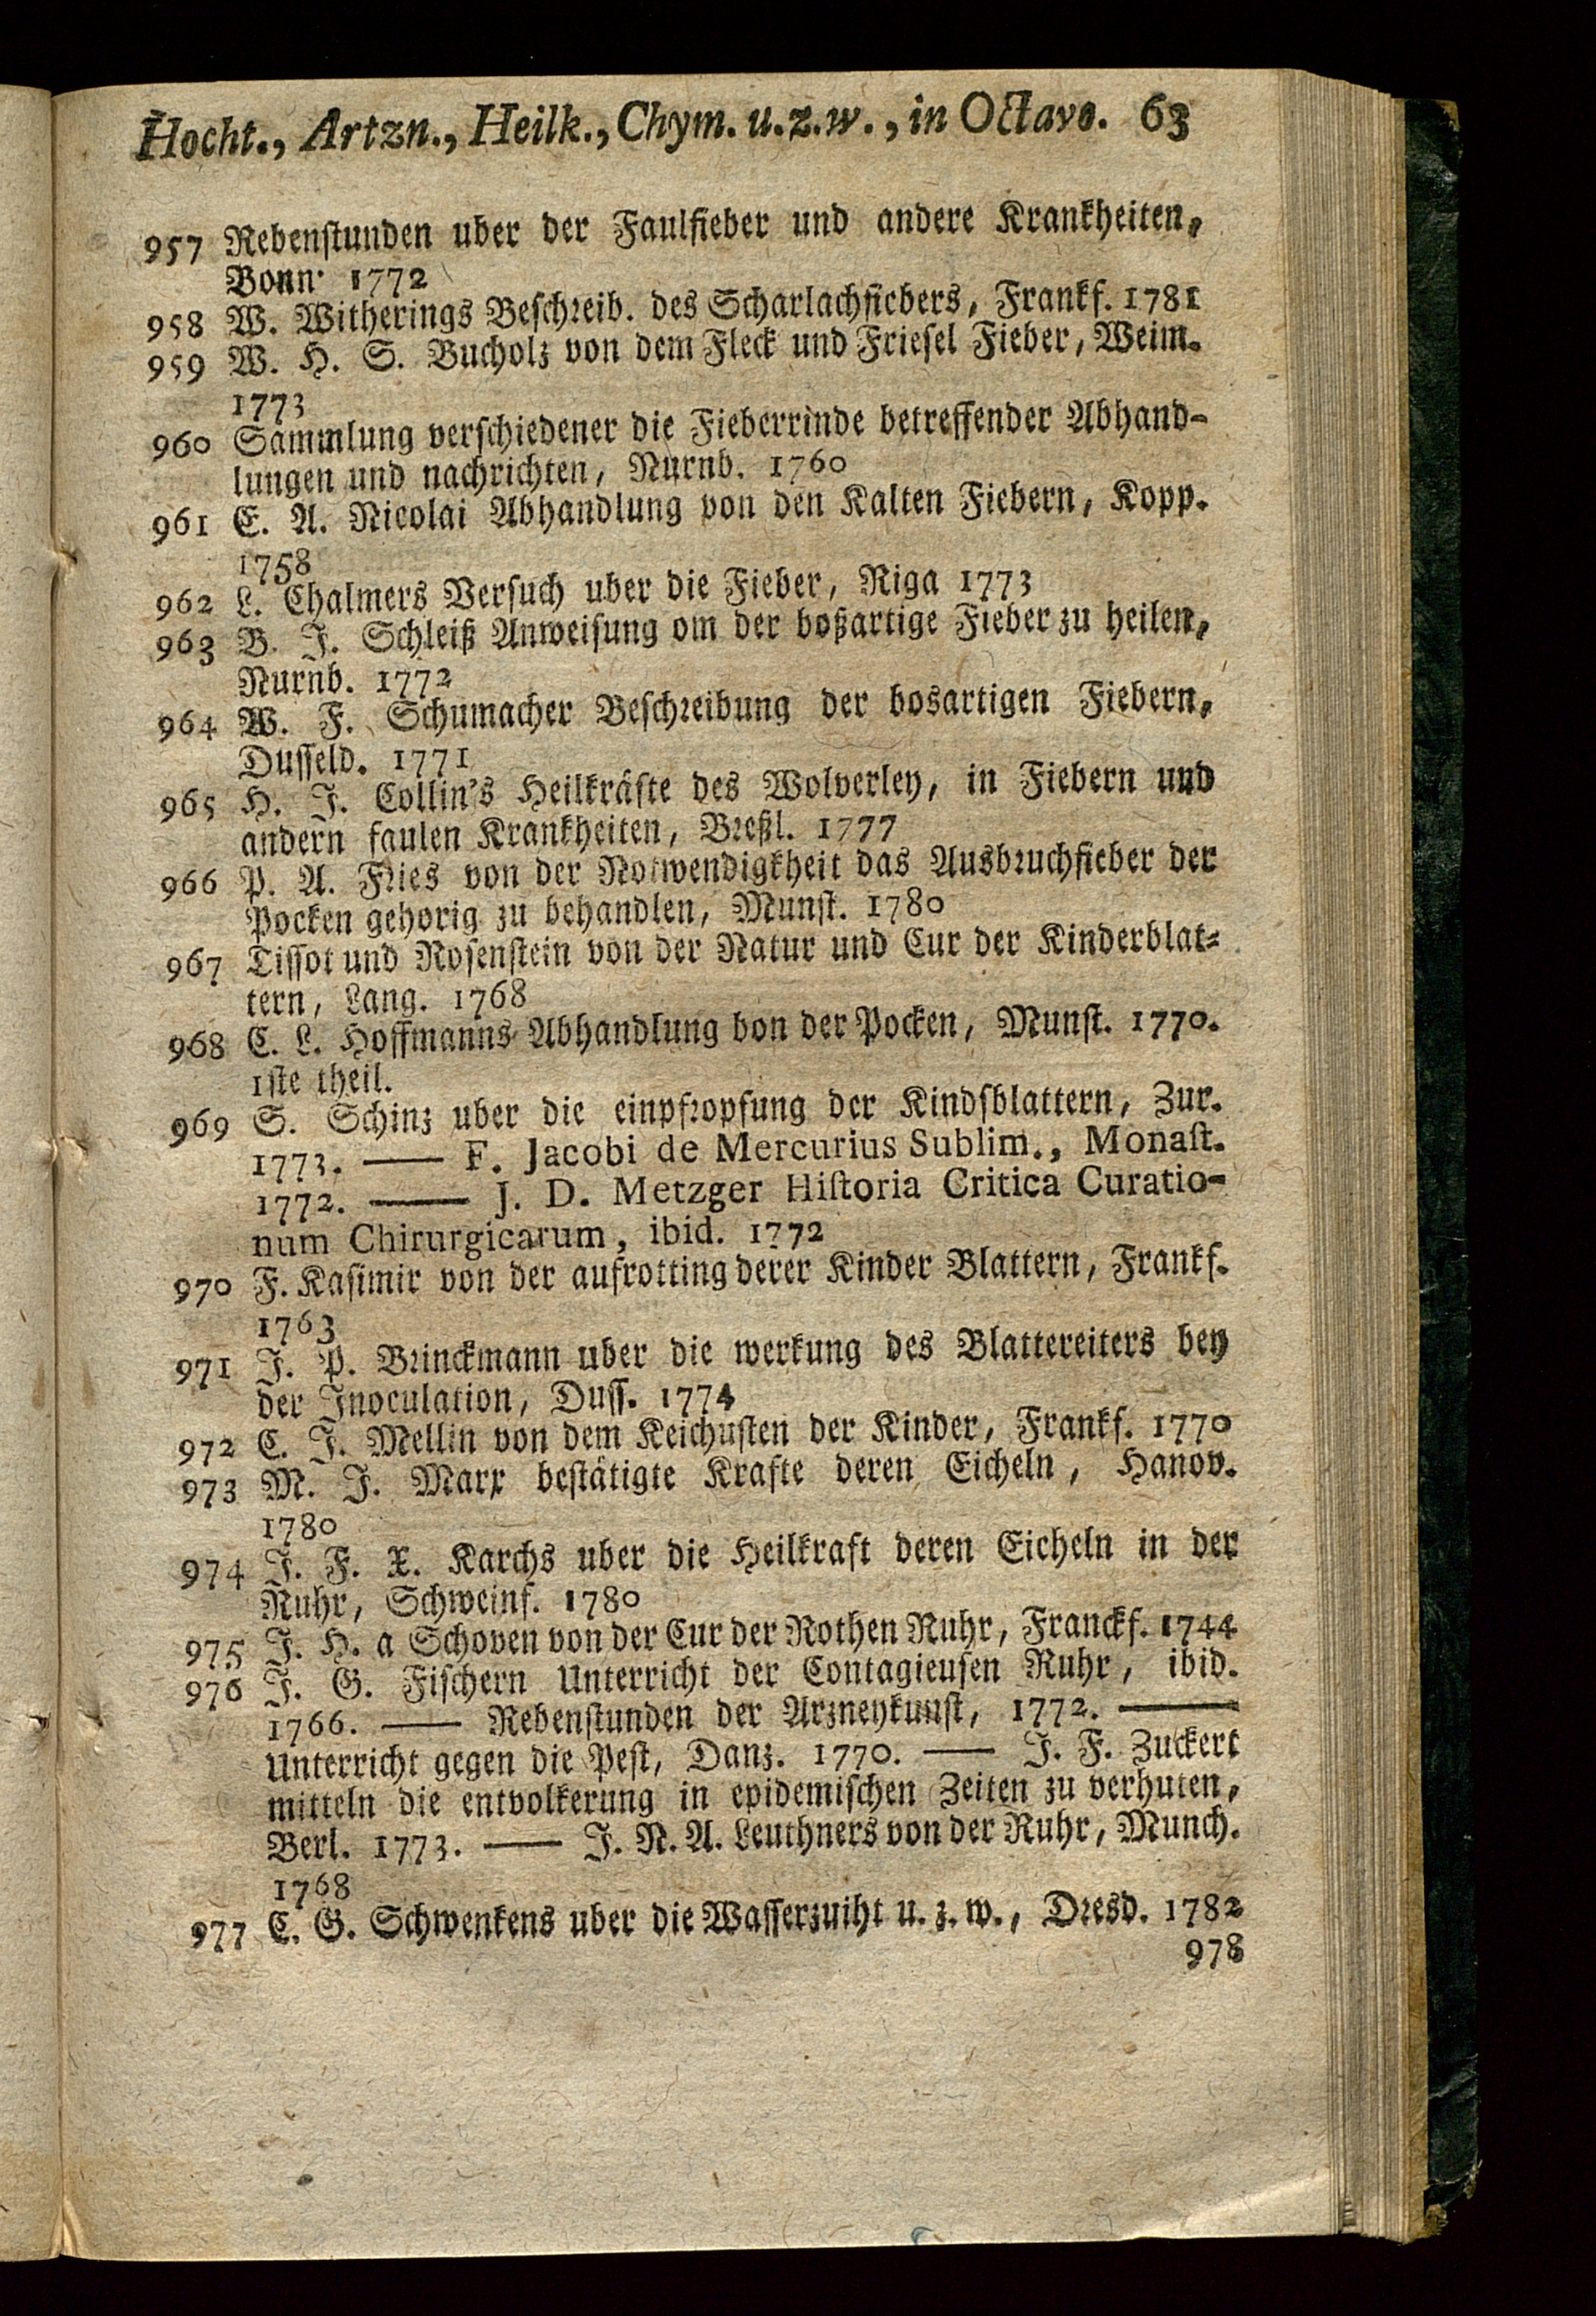 Hocht., Artzn., Heilk., Chym. u.z.w., in Octavo. 63
957 Nebenstunden uber der Faulfieber und andere Krankheiten,
Bonn 1772
958 W. Witherings Beschreib. des Scharlachfiebers, Frankf. 1781
959 W. H. S. Bucholz von dem Fleck und Friesel Fieber, Weim.
1773
960 Sammlung verschiedener die Fieberrinde betreffender Abhand-
lungen und nachrichten, Nurnb. 1760
961 E. A. Nicolai Abhandlung von den Kalten Fiebern, Kopp.
1758
962 L. Chalmers Versuch uber die Fieber, Riga 1773
963 B. J. Schleiß Anweisung om der boßartige Fieber zu heilen,
Nurnb. 1772
964 W. F. Schumacher Beschreibung der bosartigen Fiebern,
Dusseld. 1771
965 H. J. Collin's Heilkräfte des Wolverley, in Fiebern und
andern faulen Krankheiten, Breßl. 1777
966 P. A. Fries von der Notwendigkheit das Ausbruchfieber der
Pocken gehorig zu behandlen, Munst. 1780
967 Tissot und Rosenstein von der Natur und Cur der Kinderblat-
tern, Lang. 1768
968 C. L. Hoffmanns Abhandlung bon der Pocken, Munst. 1770.
1ste theil.
969 S. Schinz uber die einpfropfung der Kindsblattern, Zur.
1773. —— F. Jacobi de Mercurius Sublim., Monast.
1772. —— J. D. Metzger Historia Critica Curatio-
num Chirurgicarum, ibid. 1772
970 F. Kasimir von der aufrotting derer Kinder Blattern, Frankf.
1763
971 J. P. Brinckmann uber die werkung des Blattereiters bey
der Inoculation, Duss. 1774
972 C. J. Mellin von dem Keichusten der Kinder, Frankf. 1770
973 M. J. Marx bestätigte Krafte deren Eicheln, Hanov.
1780
974 J. F. X. Karchs uber die Heilkraft deren Eicheln in der
Ruhr, Schweinf. 1780
975 J. H. a Schoven von der Cur der Rothen Ruhr, Franckf. 1744
976 J. G. Fischern Unterricht der Contagieusen Ruhr, ibid.
1766. —— Nebenstunden der Arzneykunst, 1772. ——
Unterricht gegen die Pest, Danz. 1770. —— J. F. Zuckert
mitteln die entvolkerung in epidemischen Zeiten zu verhuten,
Berl. 1773. —— J. N. A. Leuthners von der Ruhr, Munch.
1768
977 C. G. Schwenkens uber die Wasserzuiht u. z. w., Dresd. 1782
978